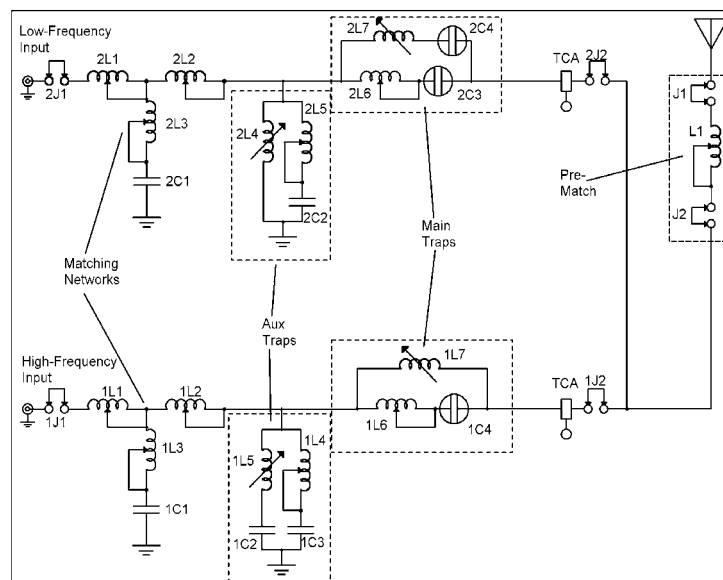 Low-Frequency
Input
2J1
2L1
2L2
2L3
2C1
2L4
2L5
2C2
2L7
2C4
2L6
2C3
TCA
2J2
J1
L1
J2
Pre-
Match
Main
Traps
Matching
Networks
Aux
Traps
High-Frequency
Input
1J1
1L1
1L2
1L3
1C1
1L5
1L4
1C2
1C3
1L7
1L6
1C4
TCA
1J2